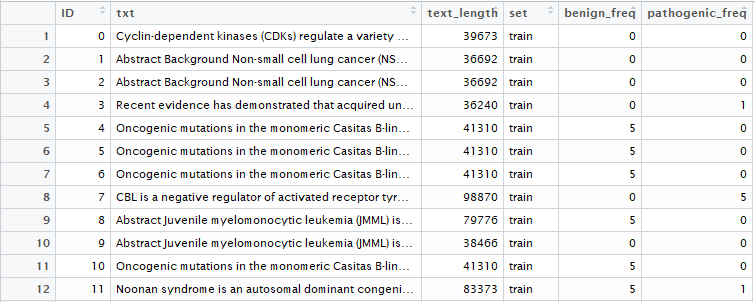 ID txt text_length set benign_freq pathogenic_freq
1 0 Cyclin-dependent kinases (CDKs) regulate a variety ... 39673 train 0 0
2 1 Abstract Background Non-small cell lung cancer (NS... 36692 train 0 0
3 2 Abstract Background Non-small cell lung cancer (NS... 36692 train 0 0
4 3 Recent evidence has demonstrated that acquired un... 36240 train 0 1
5 4 Oncogenic mutations in the monomeric Casitas B-lin... 41310 train 5 0
6 5 Oncogenic mutations in the monomeric Casitas B-lin... 41310 train 5 0
7 6 Oncogenic mutations in the monomeric Casitas B-lin... 41310 train 5 0
8 7 CBL is a negative regulator of activated receptor tyr... 98870 train 0 5
9 8 Abstract Juvenile myelomonocytic leukemia (JMML) is... 79776 train 5 0
10 9 Abstract Juvenile myelomonocytic leukemia (JMML) is... 38466 train 0 0
11 10 Oncogenic mutations in the monomeric Casitas B-lin... 41310 train 5 0
12 11 Noonan syndrome is an autosomal dominant congeni... 83373 train 5 1